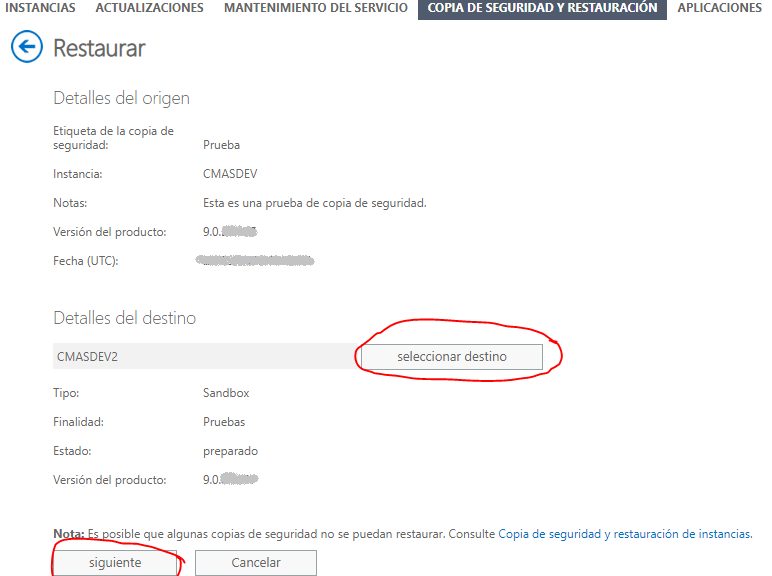 INSTANCIAS ACTUALIZACIONES MANTENIMIENTO DEL SERVICIO COPIA DE SEGURIDAD Y RESTAURACIÓN APLICACIONES
Restaurar
Detalles del origen
Etiqueta de la copia de
seguridad: Prueba
Instancia: CMASDEV
Notas: Esta es una prueba de copia de seguridad.
Versión del producto: 9.0.
Fecha (UTC):
Detalles del destino
CMASDEV2 seleccionar destino
Tipo: Sandbox
Finalidad: Pruebas
Estado: preparado
Versión del producto: 9.0.
Nota: Es posible que algunas copias de seguridad no se puedan restaurar. Consulte Copia de seguridad y restauración de instancias.
siguiente Cancelar